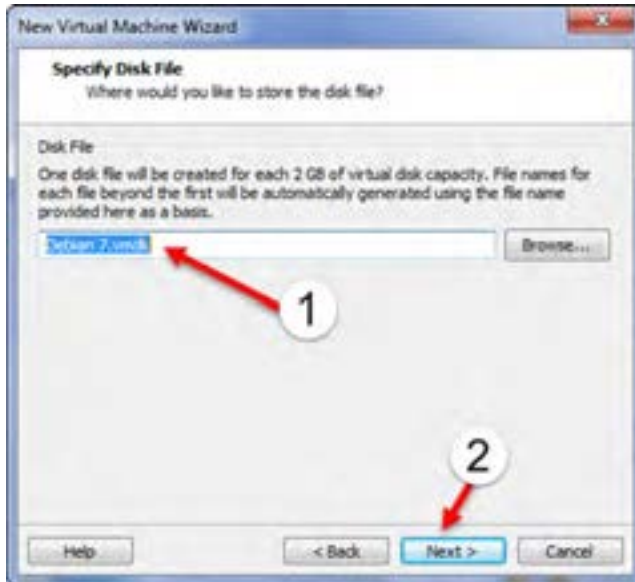 New Virtual Machine Wizard
Specify Disk File
Where would you like to store the disk file?
Disk File
One disk file will be created for each 2 GB of virtual disk capacity. File names for
each file beyond the first will be automatically generated using the file name
provided here as a basis.
Debian 7.vmdk
Browse...
1
2
Help
< Back
Next >
Cancel